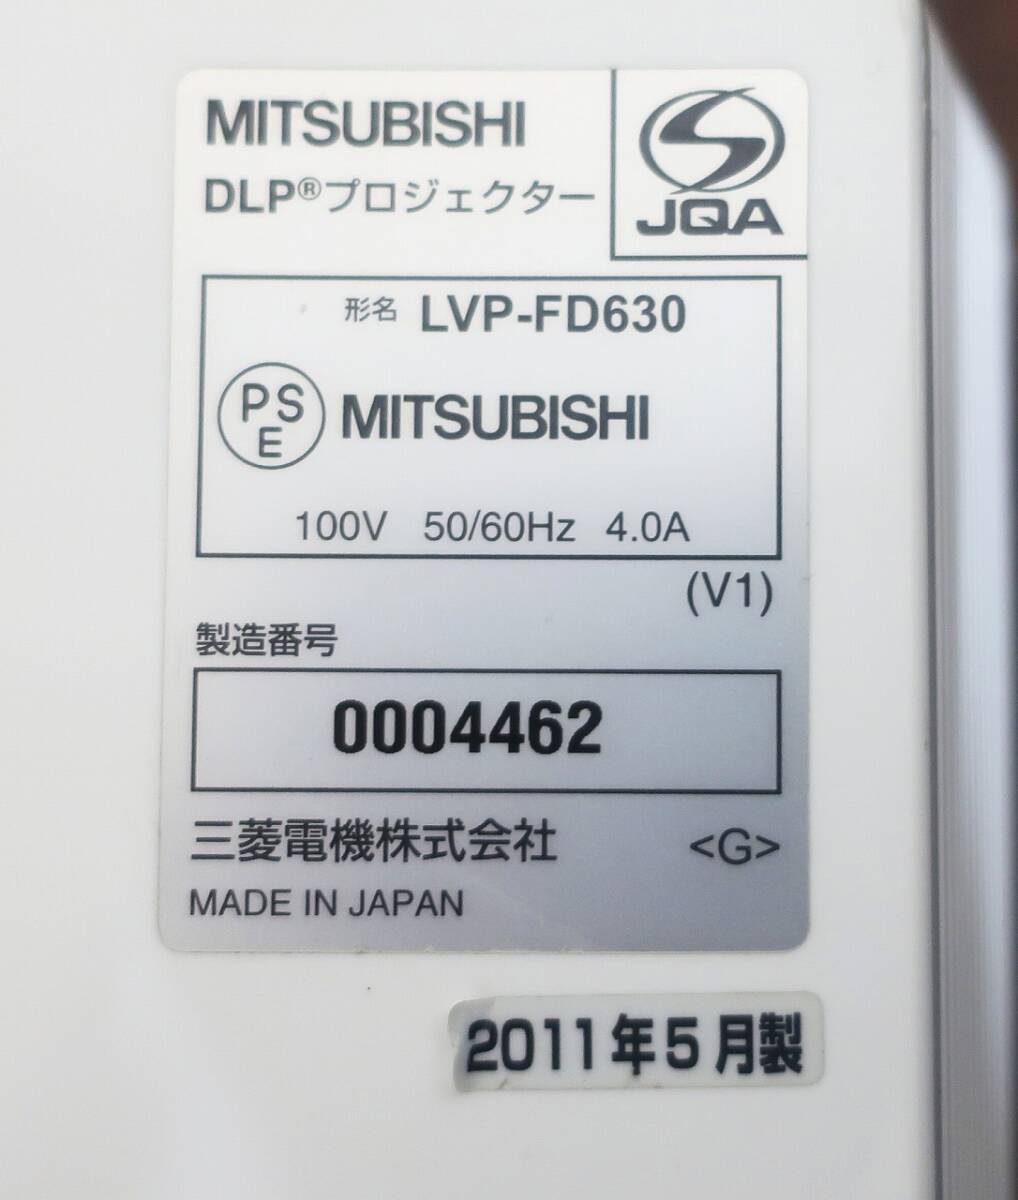 MITSUBISHI
DLP®プロジェクター
JQA
形名 LVP-FD630
PS
E
MITSUBISHI
100V 50/60Hz 4.0A
(V1)
製造番号
0004462
三菱電機株式会社 <G>
MADE IN JAPAN
2011年5月製